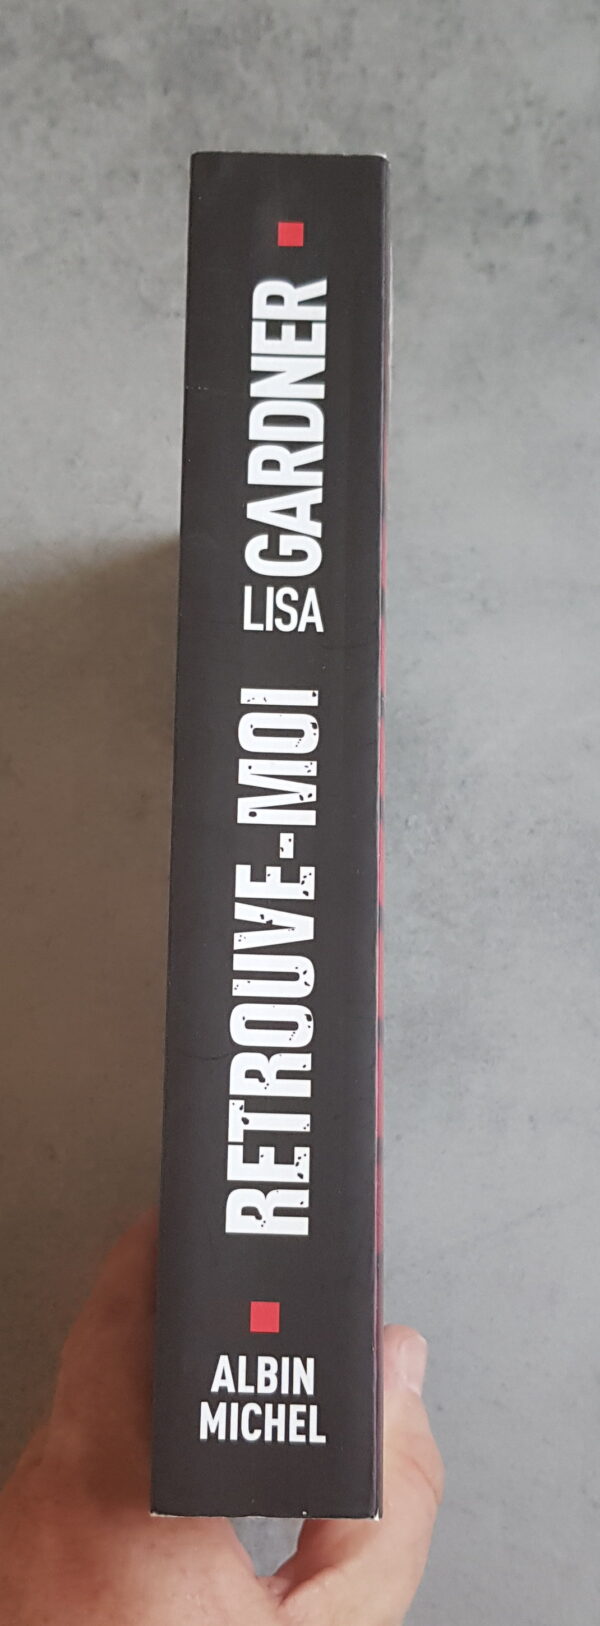 LISA GARDNER
RETROUVE-MOI
ALBIN
MICHEL